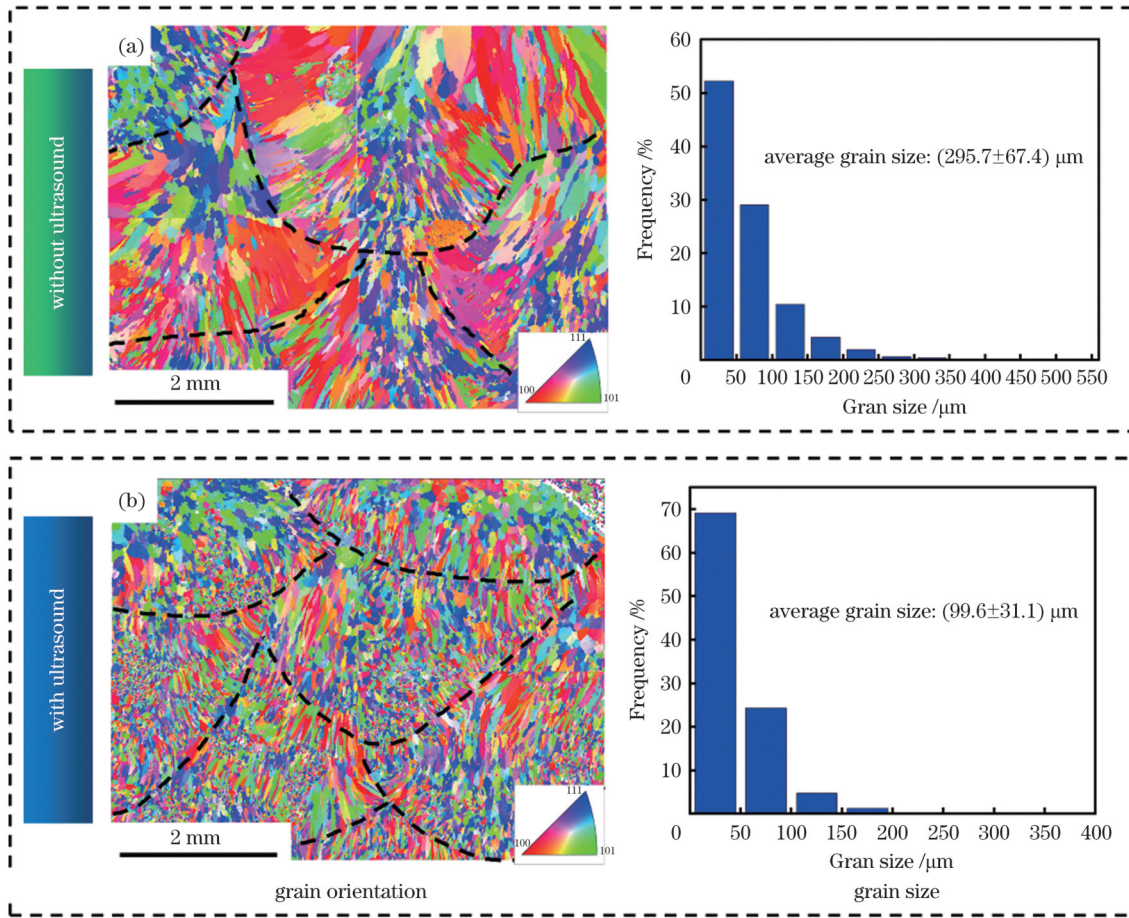 without ultrasound
(a)
111
100
101
2 mm
60
50
40
30
20
10
0
Frequency /%
average grain size: (295.7±67.4) μm
50 100 150 200 250 300 350 400 450 500 550
Gran size /μm
with ultrasound
(b)
111
100
101
2 mm
grain orientation
70
60
50
40
30
20
10
0
Frequency /%
average grain size: (99.6±31.1) μm
50 100 150 200 250 300 400
Gran size /μm
grain size